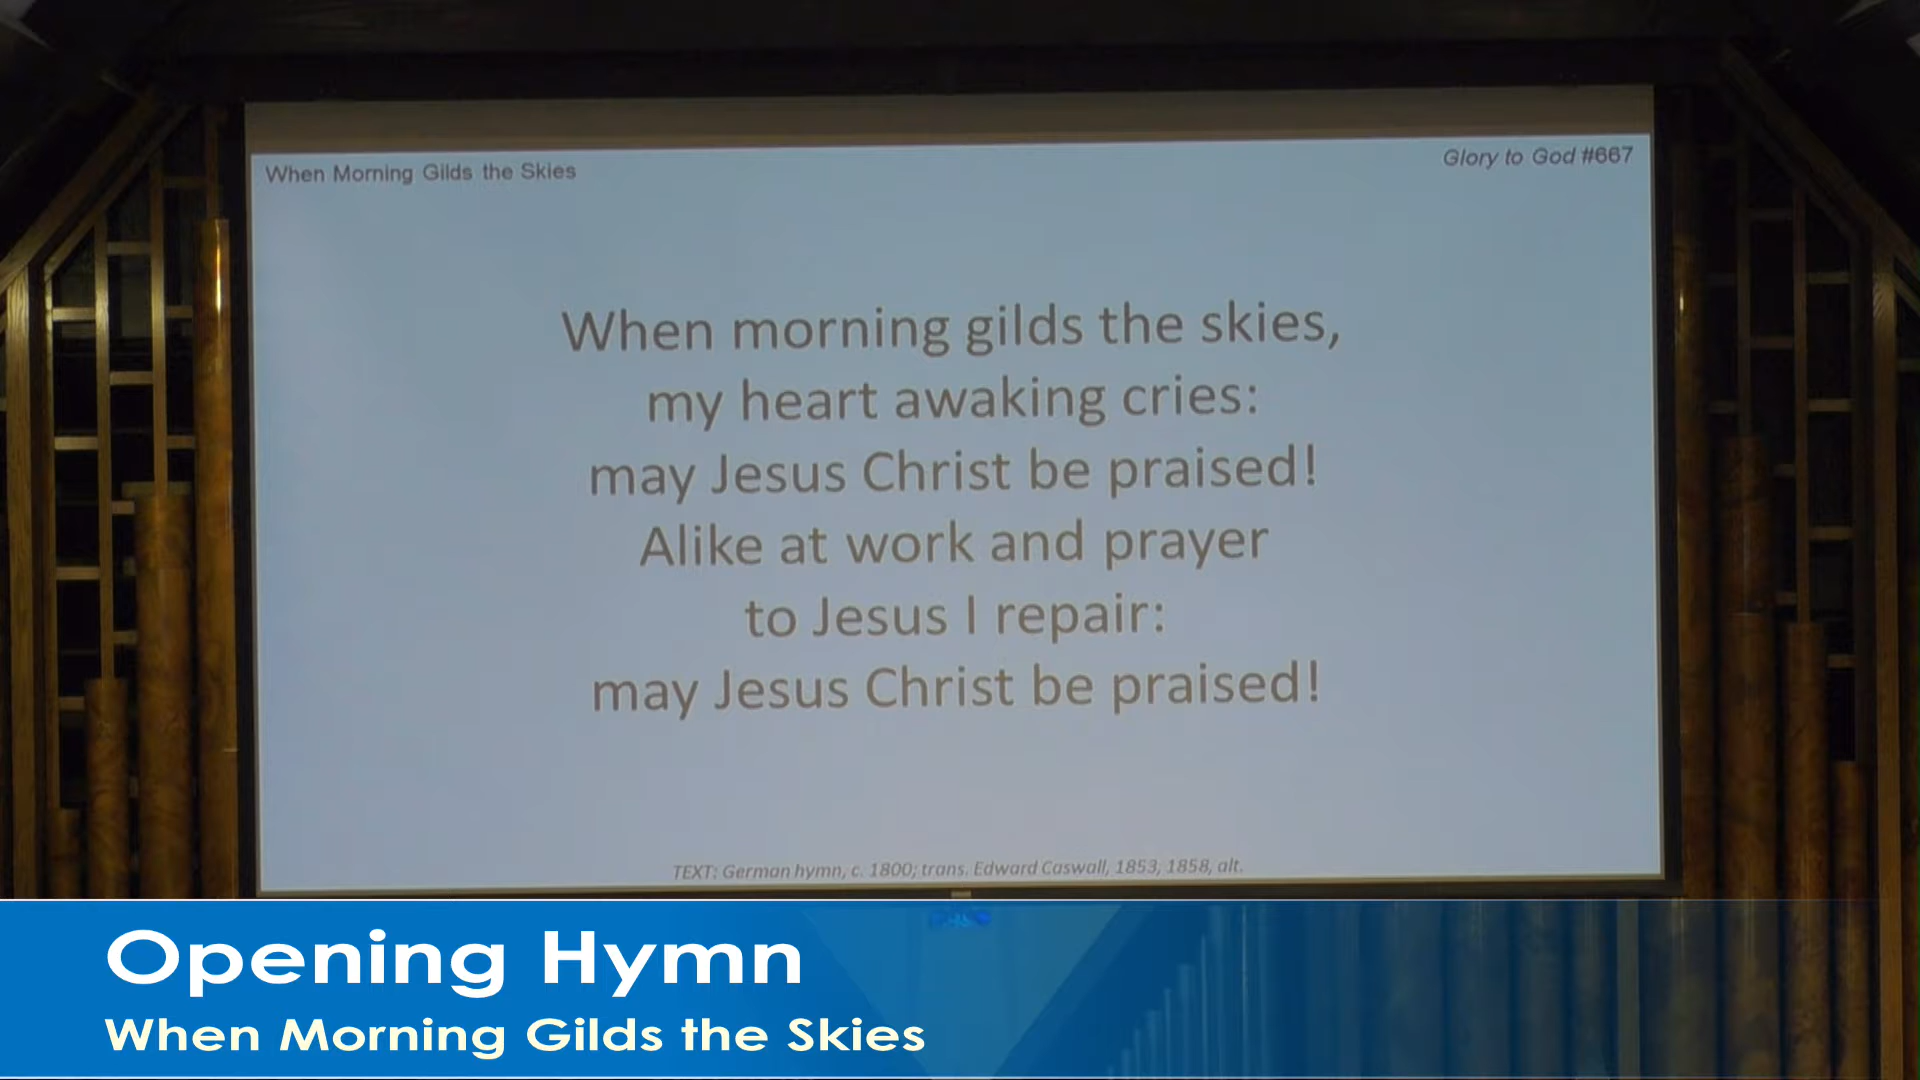 When Morning Gilds the Skies
Glory to God #667
When morning gilds the skies,
my heart awaking cries:
may Jesus Christ be praised!
Alike at work and prayer
to Jesus I repair:
may Jesus Christ be praised!
TEXT: German hymn, c. 1800; trans. Edward Caswall, 1853; 1858, alt.
Opening Hymn
When Morning Gilds the Skies